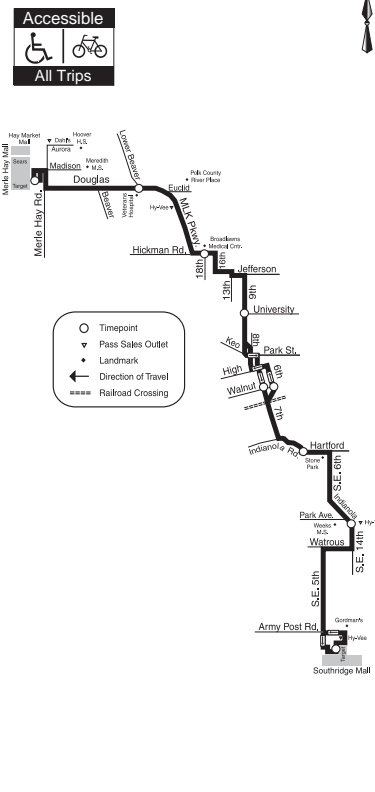 Accessible
All Trips
Hay Market
Mall
Dahl's
Aurora
Hoover
H.S.
Merle Hay Mall
Sears
Target
Madison
Meredith
M.S.
Douglas
Lower Beaver
Beaver
Merle Hay Rd.
Veterans
Hospital
Euclid
Polk County
River Place
Hy-Vee
MLK Pkwy.
Hickman Rd.
Broadlawns
Medical Cntr.
18th
16th
Jefferson
13th
9th
University
Timepoint
Pass Sales Outlet
Landmark
Direction of Travel
Railroad Crossing
Keo
8th
Park St.
High
6th
Walnut
7th
Indianola Rd.
Hartford
Stone
Park
S.E. 6th
Indianola
Park Ave.
Weeks
M.S.
Hy-
Watrous
S.E. 14th
S.E. 5th
Army Post Rd.
Gordman's
Hy-Vee
Target
Southridge Mall